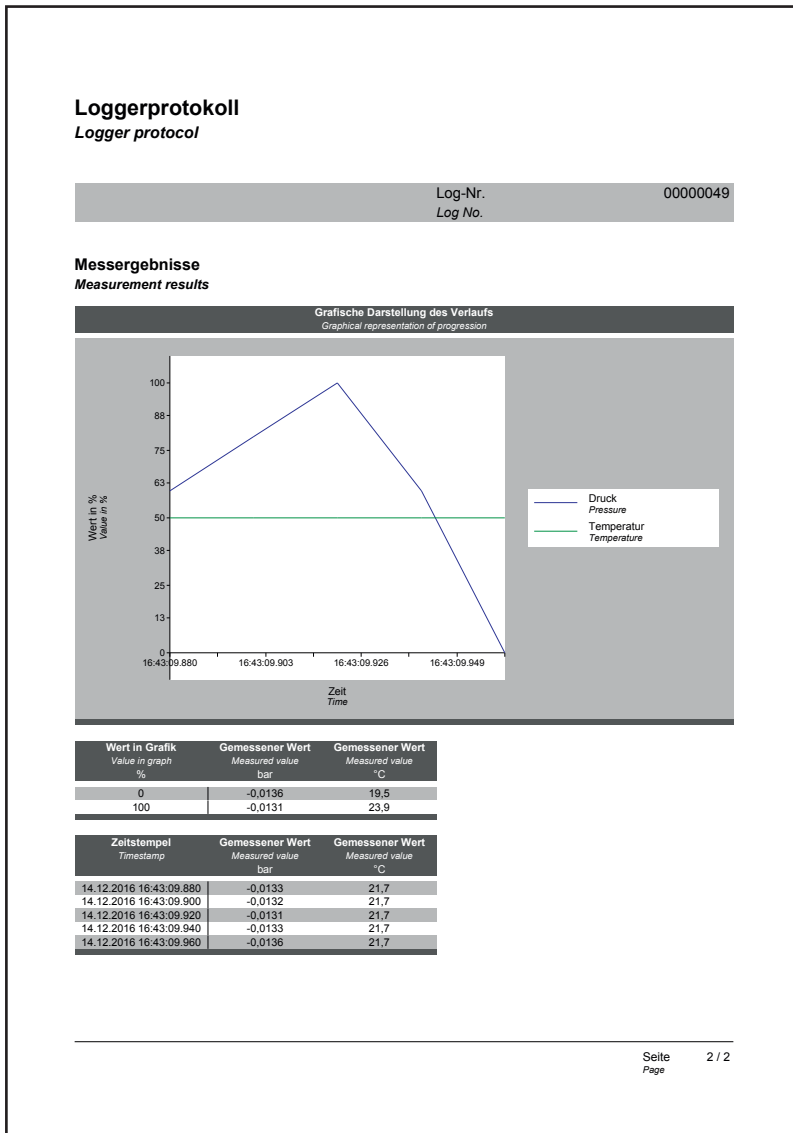 Loggerprotokoll
Logger protocol
Log-Nr. 00000049
Log No.
Messergebnisse
Measurement results
Grafische Darstellung des Verlaufs
Graphical representation of progression
100
88
75
63
50
38
25
13
0
Wert in %
Value in %
16:43:09.880 16:43:09.903 16:43:09.926 16:43:09.949
Zeit
Time
Druck
Pressure
Temperatur
Temperature
Wert in Grafik Gemessener Wert Gemessener Wert
Value in graph Measured value Measured value
% bar °C
0 -0,0136 19,5
100 -0,0131 23,9
Zeitstempel Gemessener Wert Gemessener Wert
Timestamp Measured value Measured value
bar °C
14.12.2016 16:43:09.880 -0,0133 21,7
14.12.2016 16:43:09.900 -0,0132 21,7
14.12.2016 16:43:09.920 -0,0131 21,7
14.12.2016 16:43:09.940 -0,0133 21,7
14.12.2016 16:43:09.960 -0,0136 21,7
Seite 2 / 2
Page